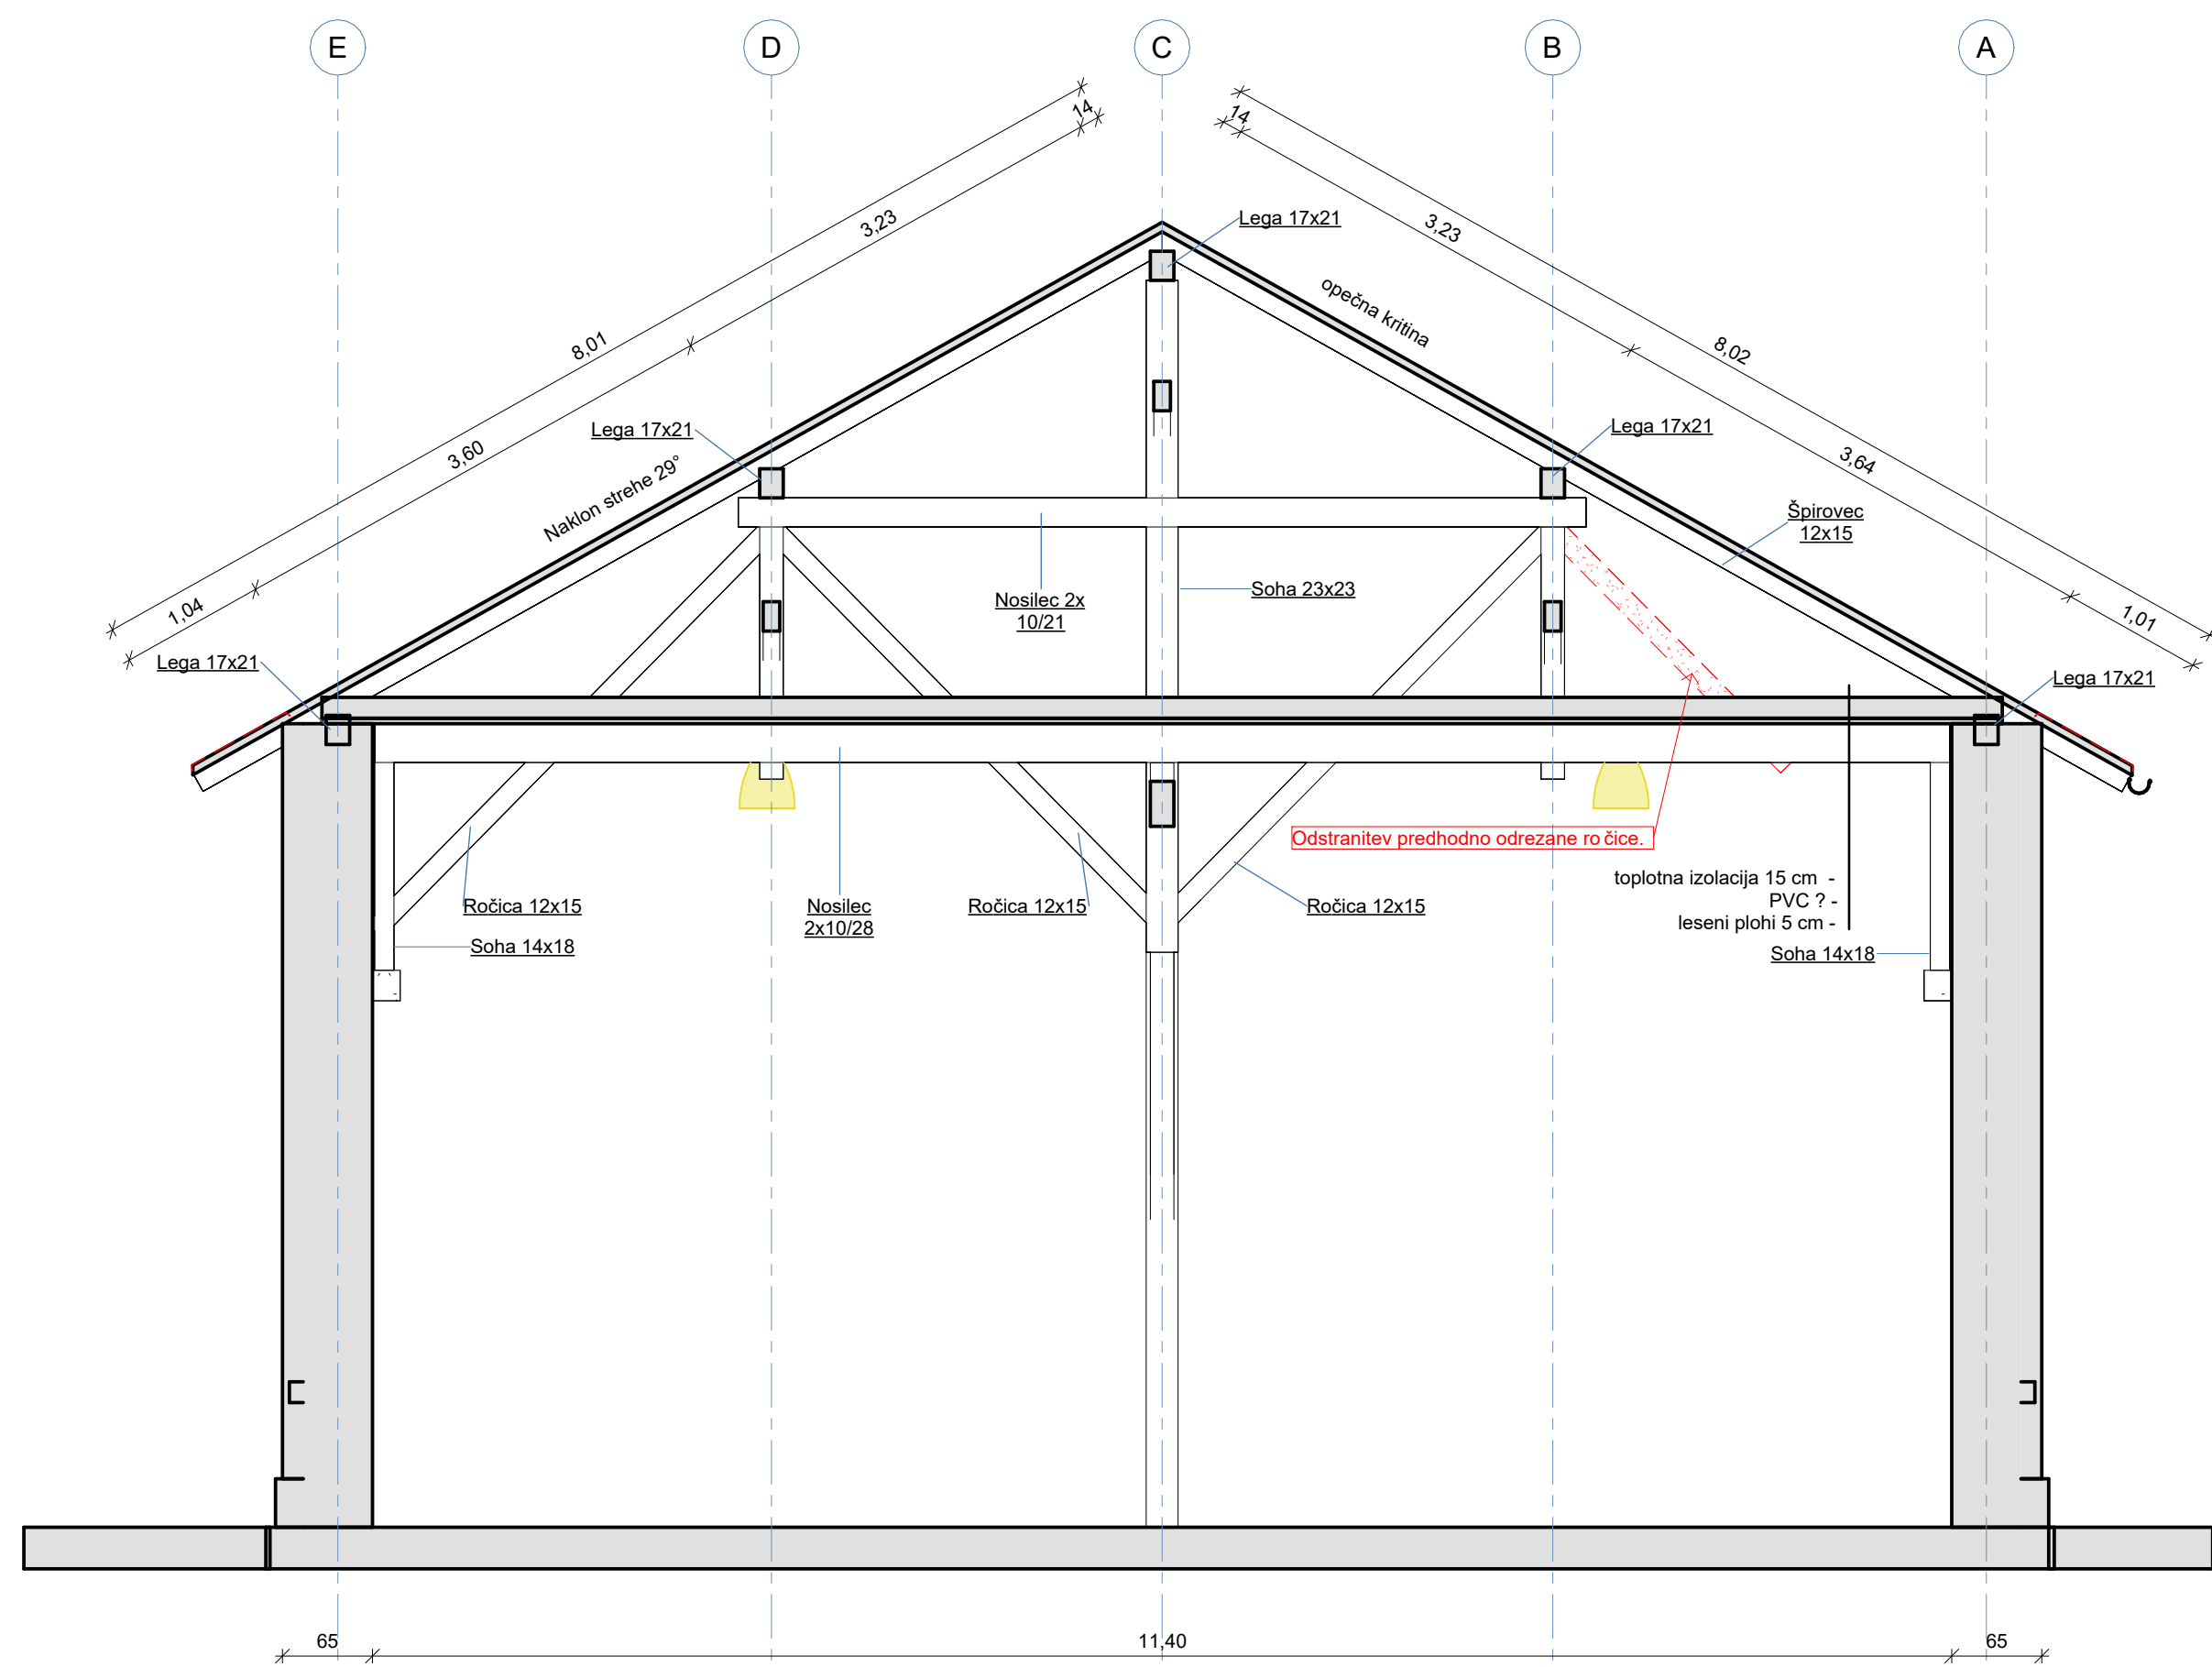 E
D
C
B
A
14
14
3,23
3,23
8,01
8,02
3,60
3,64
1,04
1,01
Lega 17x21
opečna kritina
Lega 17x21
Lega 17x21
Naklon strehe 29°
Špirovec
12x15
Nosilec 2x
10/21
Soha 23x23
Lega 17x21
Lega 17x21
Odstranitev predhodno odrezane ročice.
toplotna izolacija 15 cm -
PVC ? -
leseni plohi 5 cm -
Ročica 12x15
Nosilec
2x10/28
Ročica 12x15
Ročica 12x15
Soha 14x18
Soha 14x18
65
11,40
65